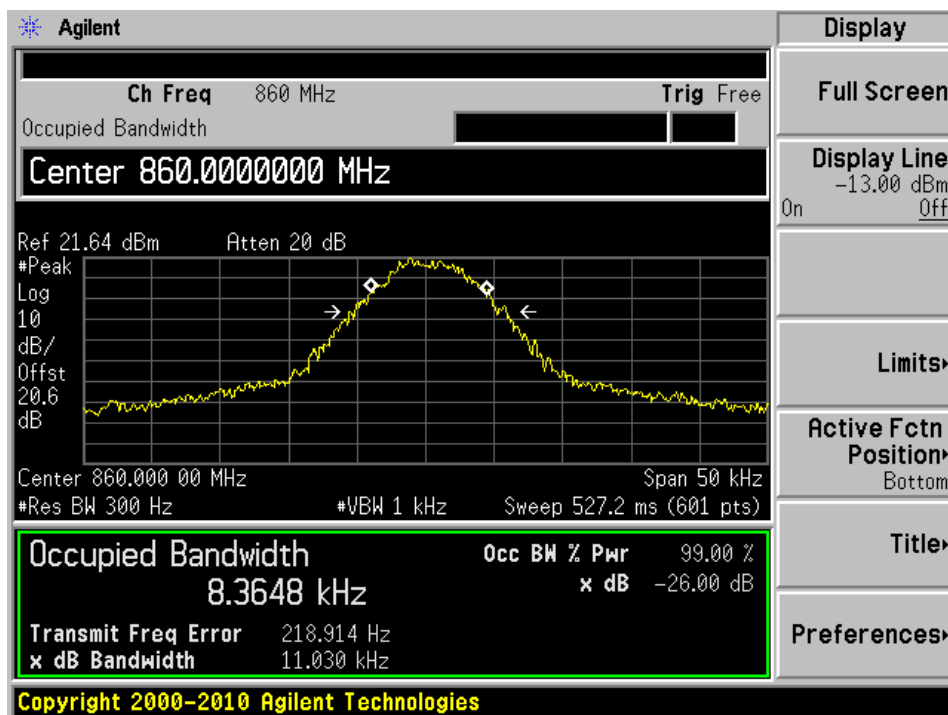 Agilent
Display
Ch Freq 860 MHz Trig Free
Occupied Bandwidth
Center 860.0000000 MHz
Ref 21.64 dBm Atten 20 dB
#Peak
Log
10
dB/
Offst
20.6
dB
Center 860.000 00 MHz Span 50 kHz
#Res BW 300 Hz #VBW 1 kHz Sweep 527.2 ms (601 pts)
Occupied Bandwidth
8.3648 kHz
Occ BW % Pwr 99.00 %
x dB -26.00 dB
Transmit Freq Error 218.914 Hz
x dB Bandwidth 11.030 kHz
Copyright 2000-2010 Agilent Technologies
Full Screen
Display Line
-13.00 dBm
On Off
Limits
Active Fctn
Position
Bottom
Title
Preferences